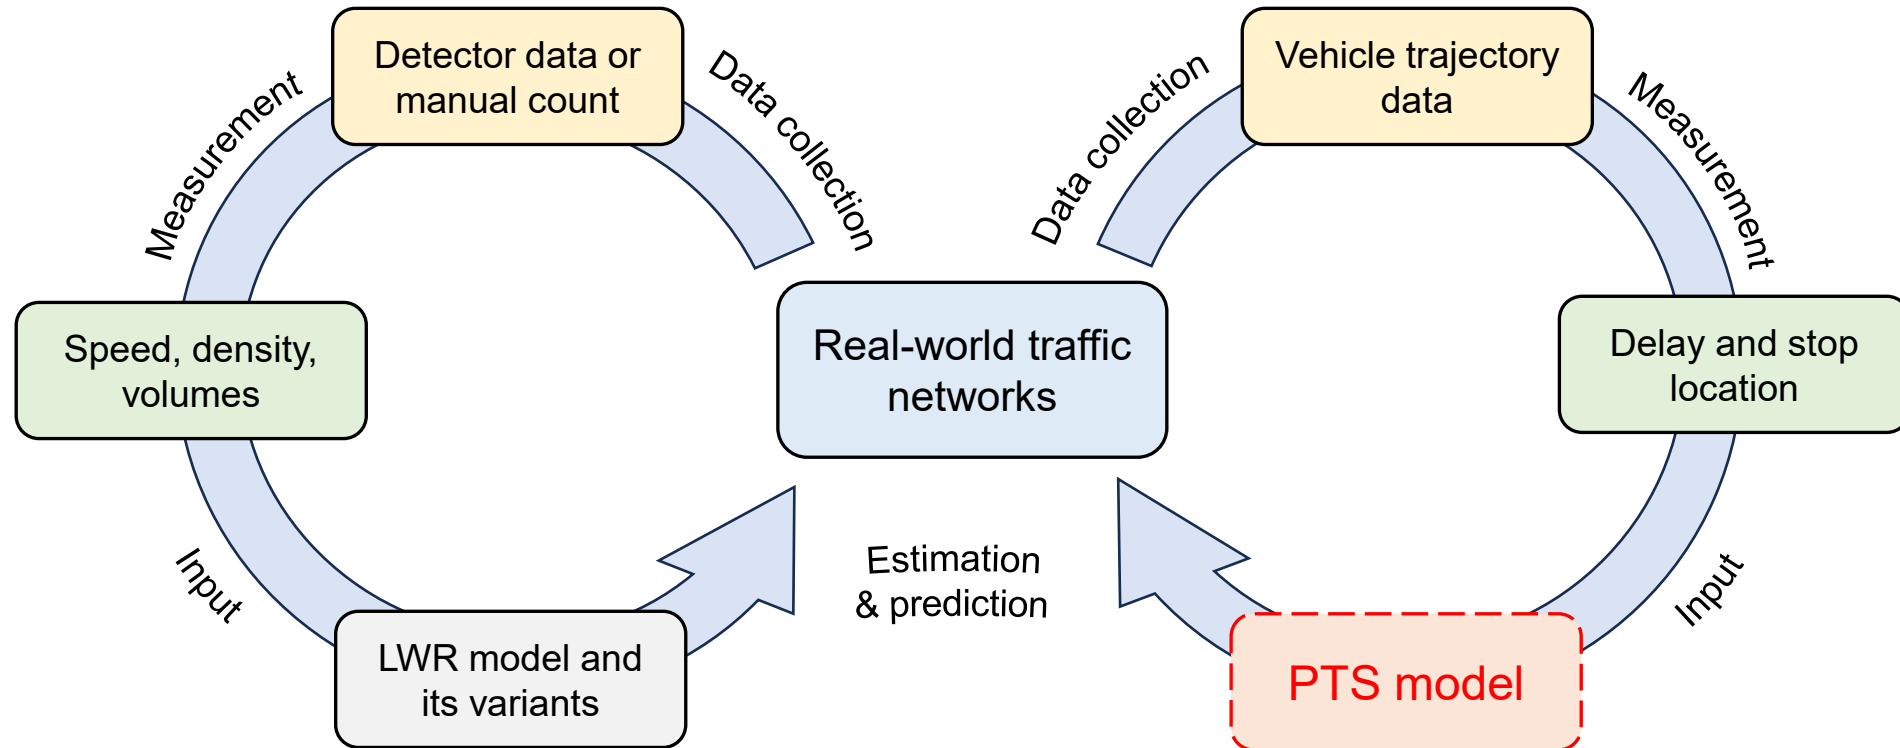 Detector data or
manual count
Data collection
Measurement
Speed, density,
volumes
Input
LWR model and
its variants
Real-world traffic
networks
Estimation
& prediction
Vehicle trajectory
data
Data collection
Measurement
Delay and stop
location
Input
PTS model